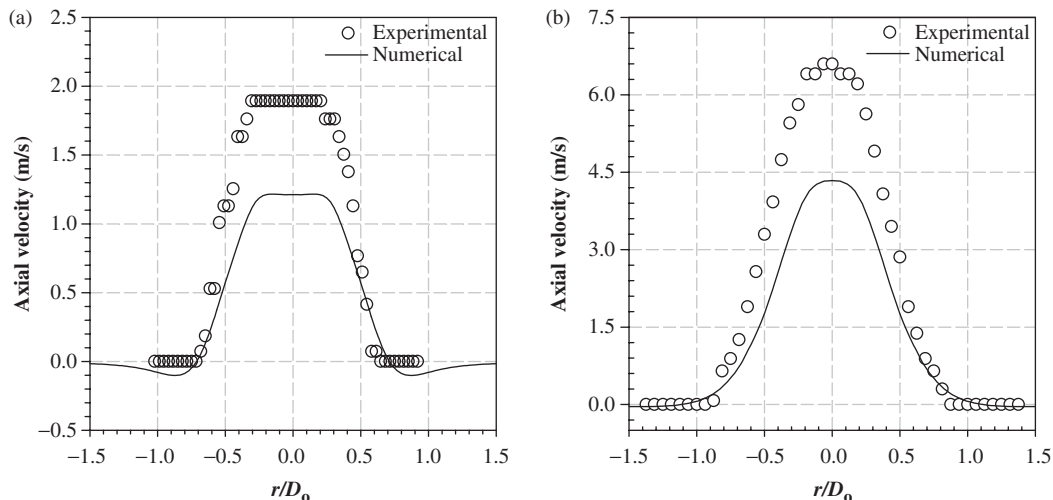 (a)
2.5
2.0
1.5
1.0
0.5
0.0
−0.5
Axial velocity (m/s)
Experimental
Numerical
−1.5 −1.0 −0.5 0.0 0.5 1.0 1.5
r/Do
(b)
7.5
6.0
4.5
3.0
1.5
0.0
Axial velocity (m/s)
Experimental
Numerical
−1.5 −1.0 −0.5 0.0 0.5 1.0 1.5
r/Do